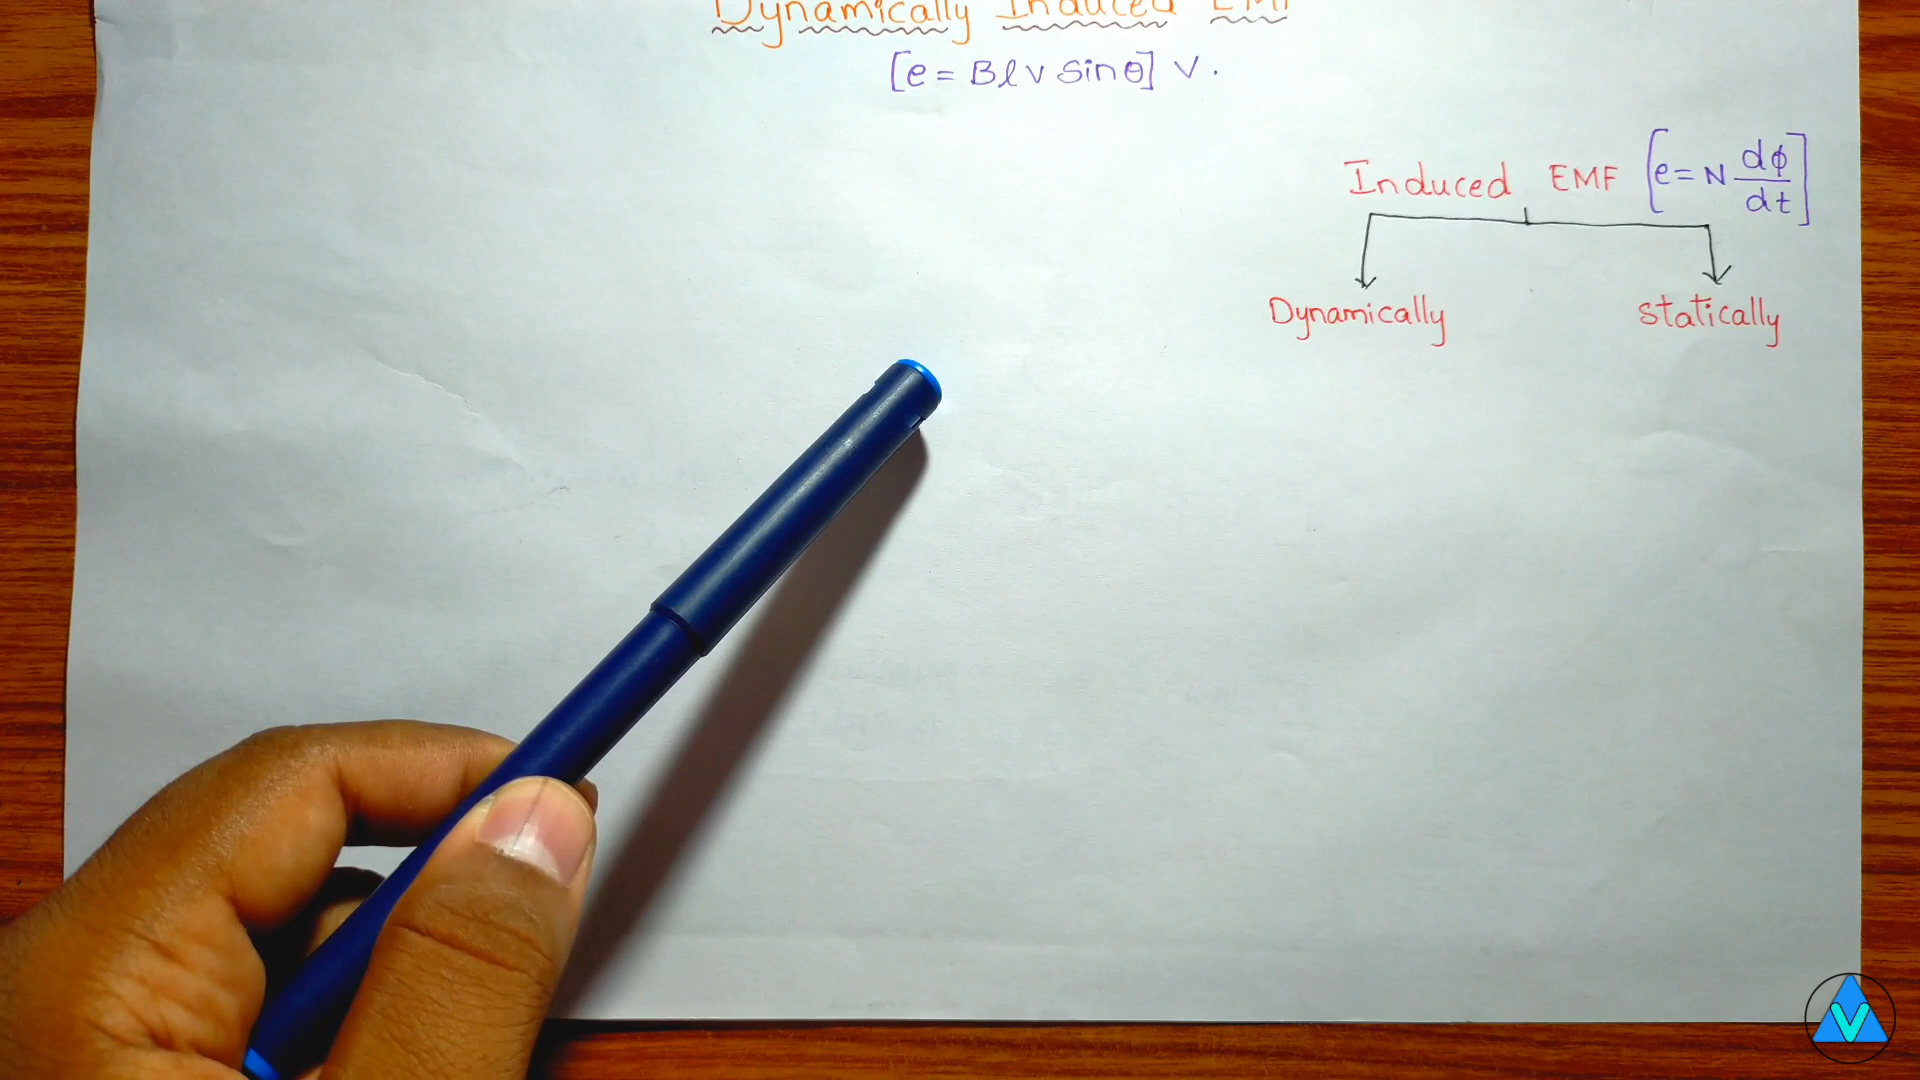 Dynamically Induced EMF
[e = Blv Sinθ] V.
Induced EMF [e = N dϕ/dt]
Dynamically statically